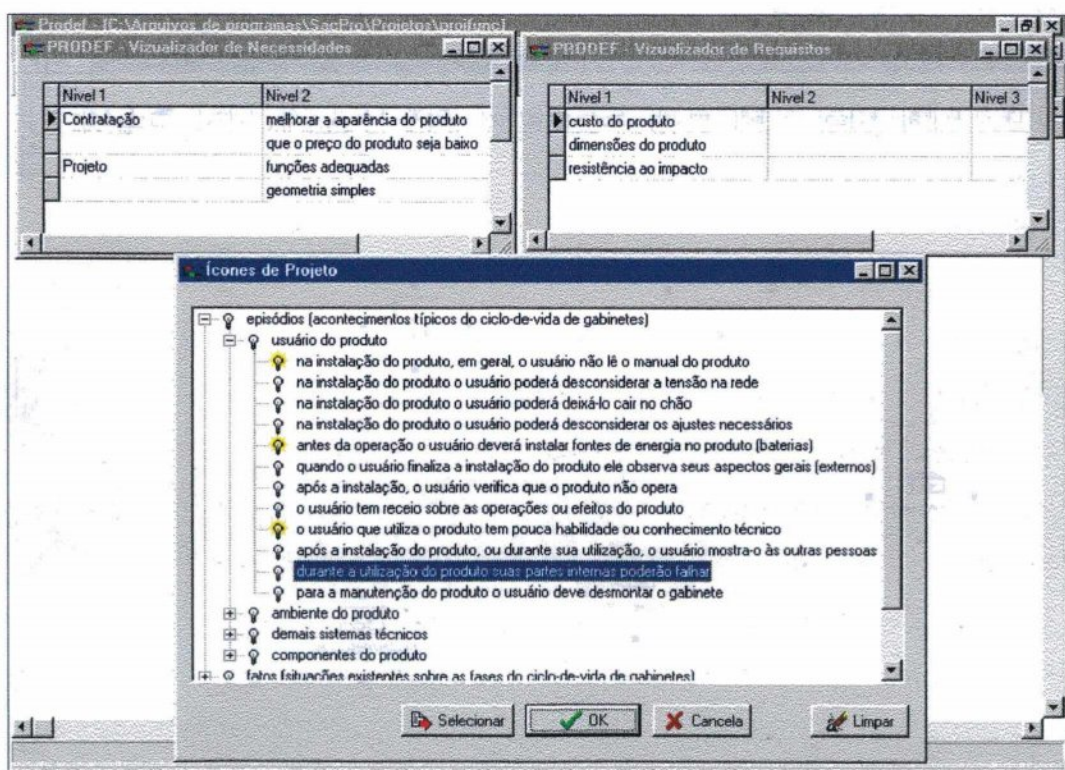 Prodef - [C:\Arquivos de programas\SacPro\Projetos\projfunc]
PRODEF - Vizualizador de Necessidades
Nivel 1 Nivel 2
Contratação melhorar a aparência do produto
que o preço do produto seja baixo
Projeto funções adequadas
geometria simples
PRODEF - Vizualizador de Requisitos
Nivel 1 Nivel 2 Nivel 3
custo do produto
dimensões do produto
resistência ao impacto
Ícones de Projeto
episódios (acontecimentos típicos do ciclo-de-vida de gabinetes)
usuário do produto
na instalação do produto, em geral, o usuário não lê o manual do produto
na instalação do produto o usuário poderá desconsiderar a tensão na rede
na instalação do produto o usuário poderá deixá-lo cair no chão
na instalação do produto o usuário poderá desconsiderar os ajustes necessários
antes da operação o usuário deverá instalar fontes de energia no produto (baterias)
quando o usuário finaliza a instalação do produto ele observa seus aspectos gerais (externos)
após a instalação, o usuário verifica que o produto não opera
o usuário tem receio sobre as operações ou efeitos do produto
o usuário que utiliza o produto tem pouca habilidade ou conhecimento técnico
após a instalação do produto, ou durante sua utilização, o usuário mostra-o às outras pessoas
durante a utilização do produto suas partes internas poderão falhar
para a manutenção do produto o usuário deve desmontar o gabinete
ambiente do produto
demais sistemas técnicos
componentes do produto
fatos (situações existentes sobre as fases do ciclo-de-vida de gabinetes)
Selecionar OK Cancela Limpar